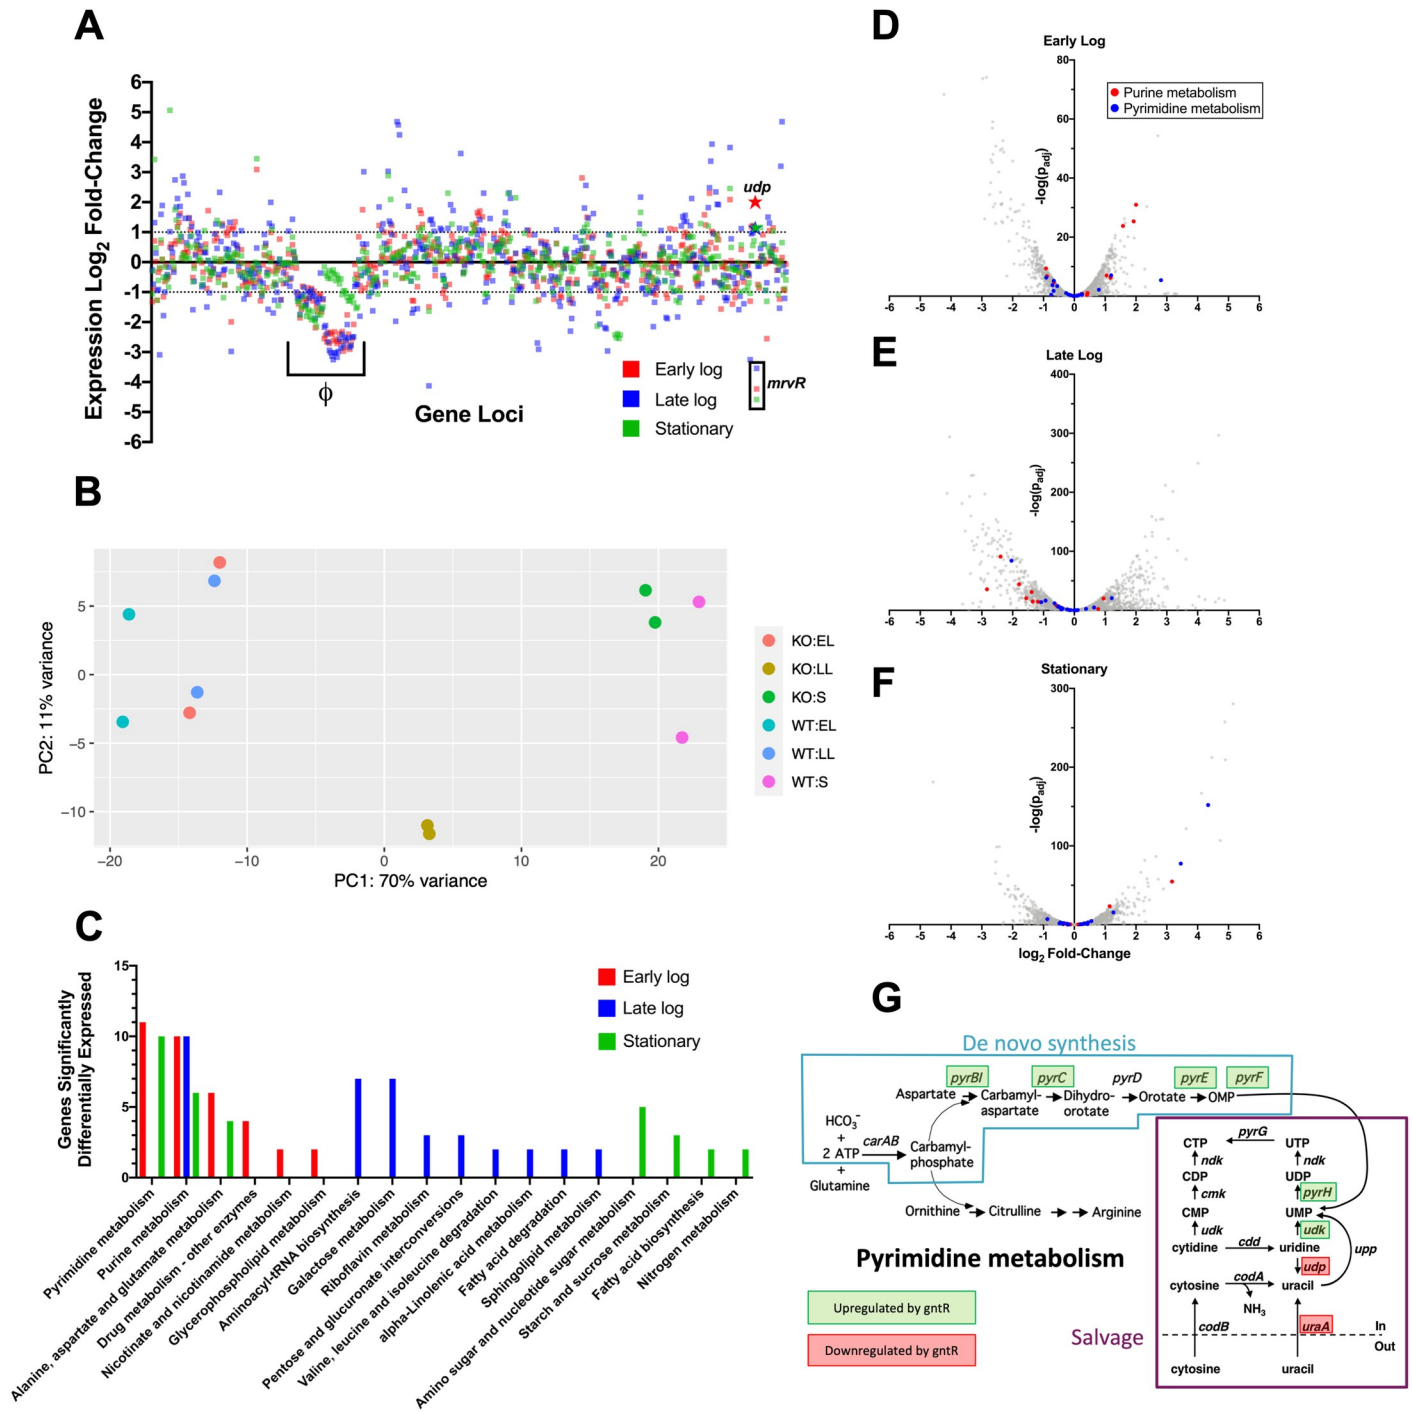 A
Expression Log2 Fold-Change
6
5
4
3
2
1
0
-1
-2
-3
-4
-5
-6
udp
ϕ
Gene Loci
Early log
Late log
Stationary
mrvR
B
PC2: 11% variance
5
0
−5
−10
−20
−10
0
10
20
PC1: 70% variance
KO:EL
KO:LL
KO:S
WT:EL
WT:LL
WT:S
C
Genes Significantly
Differentially Expressed
15
10
5
0
Early log
Late log
Stationary
Pyrimidine metabolism
Purine metabolism
Alanine, aspartate and glutamate metabolism
Drug metabolism - other enzymes
Nicotinate and nicotinamide metabolism
Glycerophospholipid metabolism
Aminoacyl-tRNA biosynthesis
Galactose metabolism
Riboflavin metabolism
Pentose and glucuronate interconversions
Valine, leucine and isoleucine degradation
alpha-Linolenic acid metabolism
Fatty acid degradation
Sphingolipid metabolism
Amino sugar and nucleotide sugar metabolism
Starch and sucrose metabolism
Fatty acid biosynthesis
Nitrogen metabolism
D
Early Log
80
60
40
20
-log(padj)
Purine metabolism
Pyrimidine metabolism
-6 -5 -4 -3 -2 -1 0 1 2 3 4 5 6
E
Late Log
400
300
200
100
-log(padj)
-6 -5 -4 -3 -2 -1 0 1 2 3 4 5 6
F
Stationary
300
200
100
-log(padj)
-6 -5 -4 -3 -2 -1 0 1 2 3 4 5 6
log2 Fold-Change
G
De novo synthesis
pyrBI pyrC pyrD pyrE pyrF
Aspartate Carbamyl-aspartate Dihydro-orotate Orotate OMP
HCO3−
+
2 ATP
+
Glutamine
carAB
Carbamyl-
phosphate
Ornithine Citrulline Arginine
CTP pyrG UTP
ndk ndk
CDP UDP
cmk pyrH
CMP UMP
udk udk
cytidine cdd uridine upp
udp
cytosine codA uracil
NH3
codB uraA In
Out
cytosine uracil
Pyrimidine metabolism
Upregulated by gntR
Downregulated by gntR
Salvage